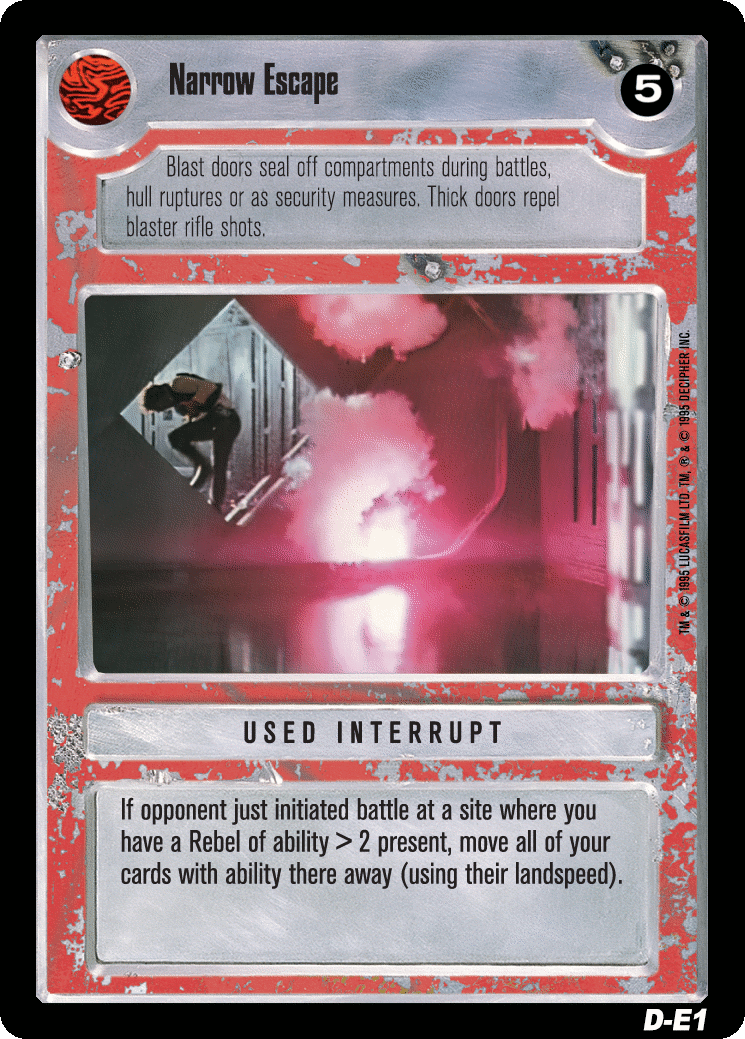 Narrow Escape
5
Blast doors seal off compartments during battles,
hull ruptures or as security measures. Thick doors repel
blaster rifle shots.
TM & © 1995 LUCASFILM LTD. TM, ® & © 1995 DECIPHER INC.
USED INTERRUPT
If opponent just initiated battle at a site where you
have a Rebel of ability > 2 present, move all of your
cards with ability there away (using their landspeed).
D-E1